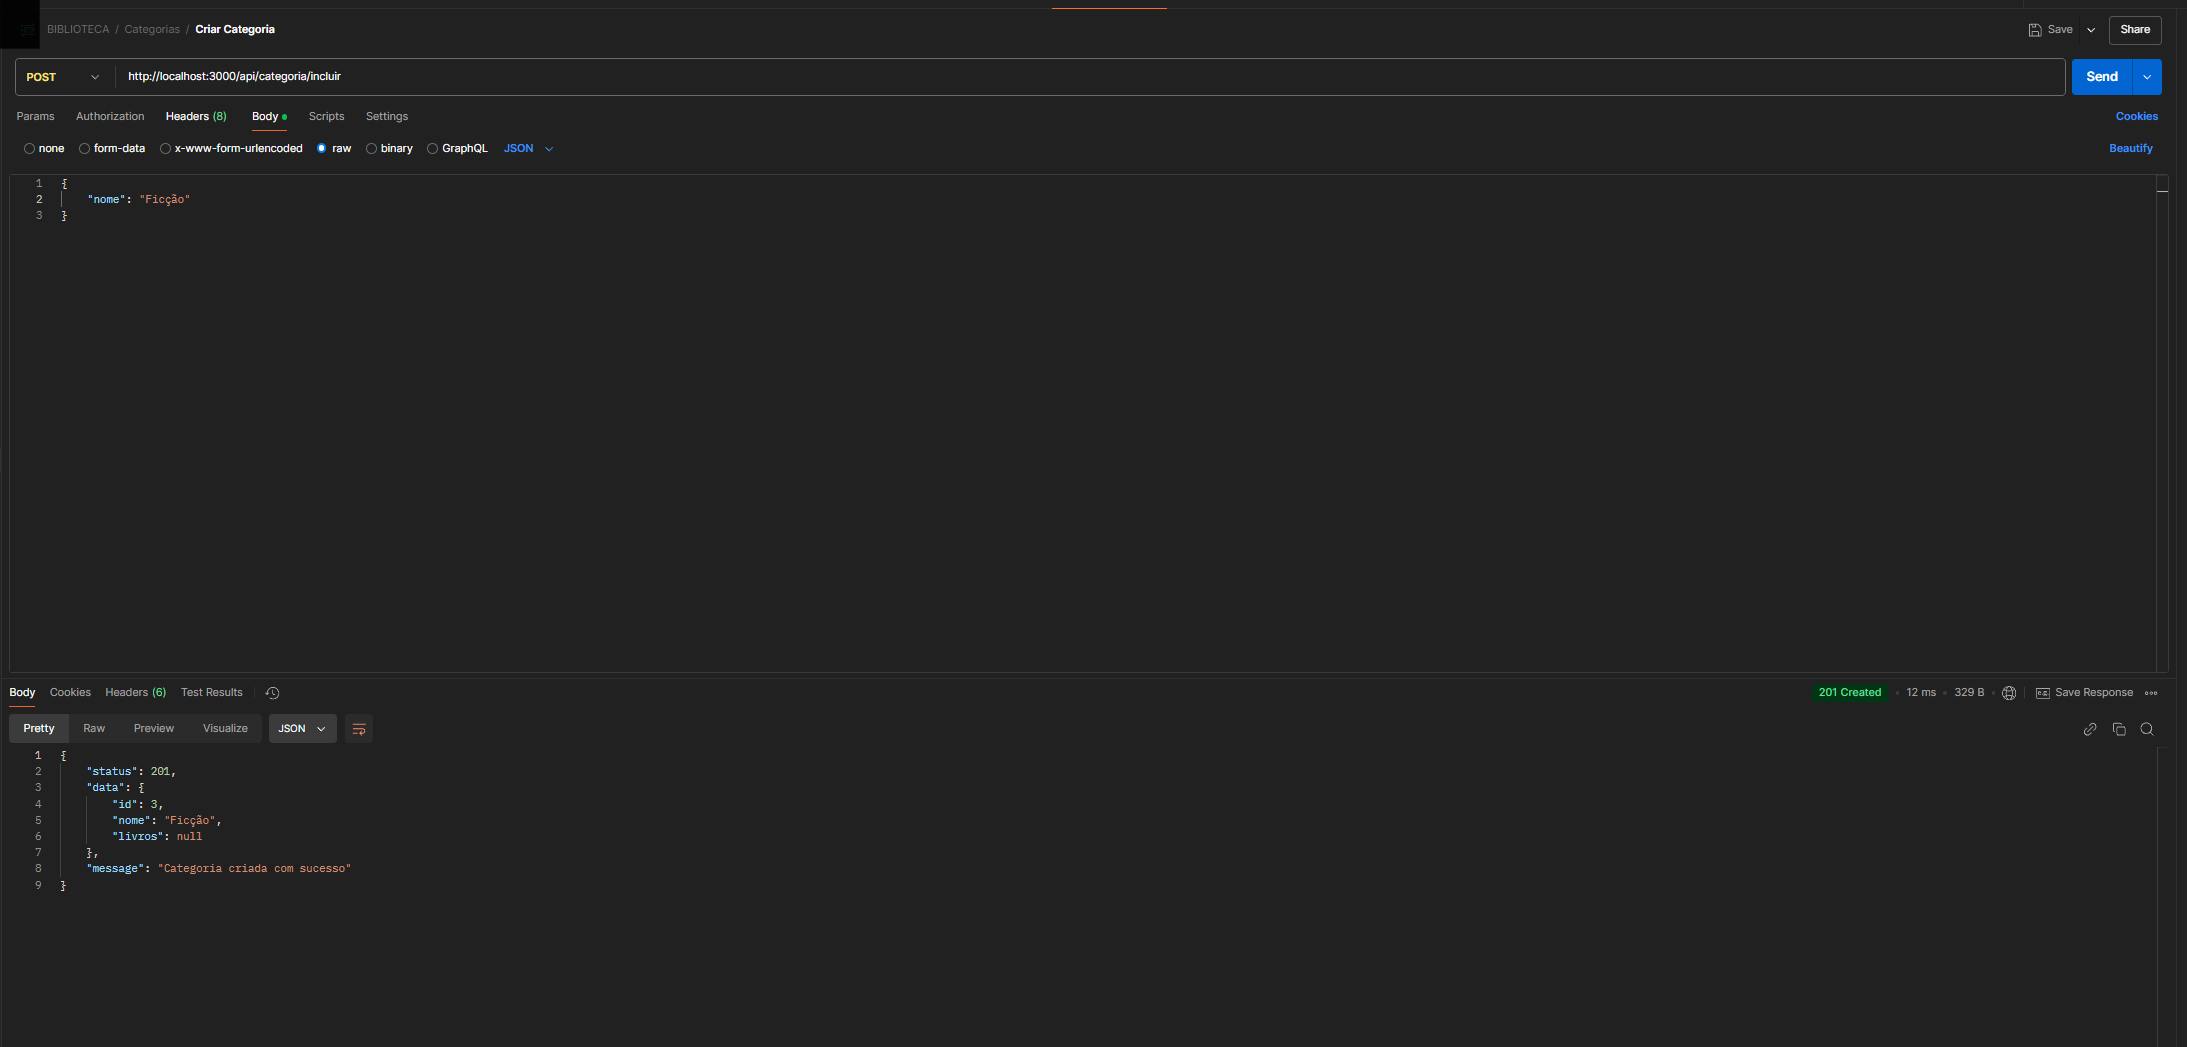 BIBLIOTECA / Categorias / Criar Categoria
Save
Share
POST
http://localhost:3000/api/categoria/incluir
Send
Params Authorization Headers (8) Body Scripts Settings
Cookies
none form-data x-www-form-urlencoded raw binary GraphQL JSON
Beautify
1 {
2 "nome": "Ficção"
3 }
Body Cookies Headers (6) Test Results
201 Created 12 ms 329 B Save Response
Pretty Raw Preview Visualize JSON
1 {
2 "status": 201,
3 "data": {
4 "id": 3,
5 "nome": "Ficção",
6 "livros": null
7 },
8 "message": "Categoria criada com sucesso"
9 }